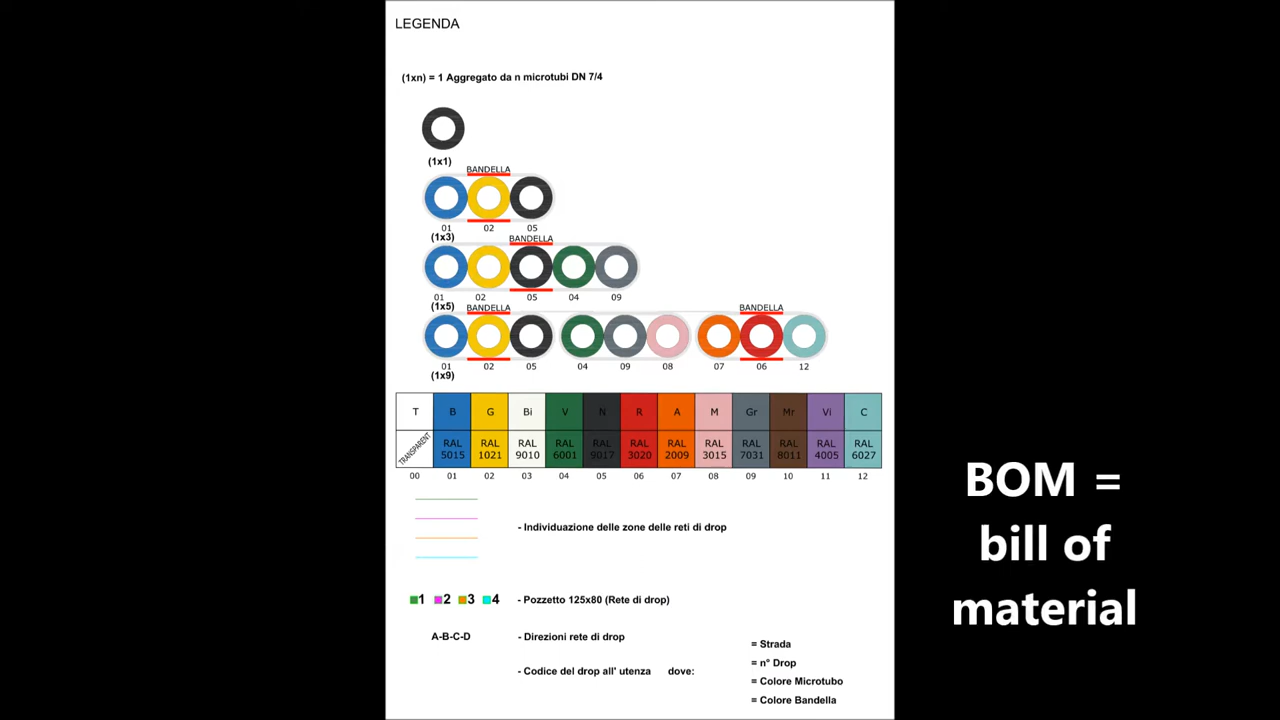 LEGENDA
(1xn) = 1 Aggregato da n microtubi DN 7/4
(1x1)
BANDELLA
01 02 05
(1x3)
BANDELLA
01 02 05 04 09
(1x5)
BANDELLA BANDELLA
01 02 05 04 09 08 07 06 12
(1x9)
T B G Bi V N R A M Gr Mr Vi C
TRANSPARENT RAL 5015 RAL 1021 RAL 9010 RAL 6001 RAL 9017 RAL 3020 RAL 2009 RAL 3015 RAL 7031 RAL 8011 RAL 4005 RAL 6027
00 01 02 03 04 05 06 07 08 09 10 11 12
- Individuazione delle zone delle reti di drop
1 2 3 4 - Pozzetto 125x80 (Rete di drop)
A-B-C-D - Direzioni rete di drop
- Codice del drop all' utenza dove:
= Strada
= n° Drop
= Colore Microtubo
= Colore Bandella
BOM =
bill of
material